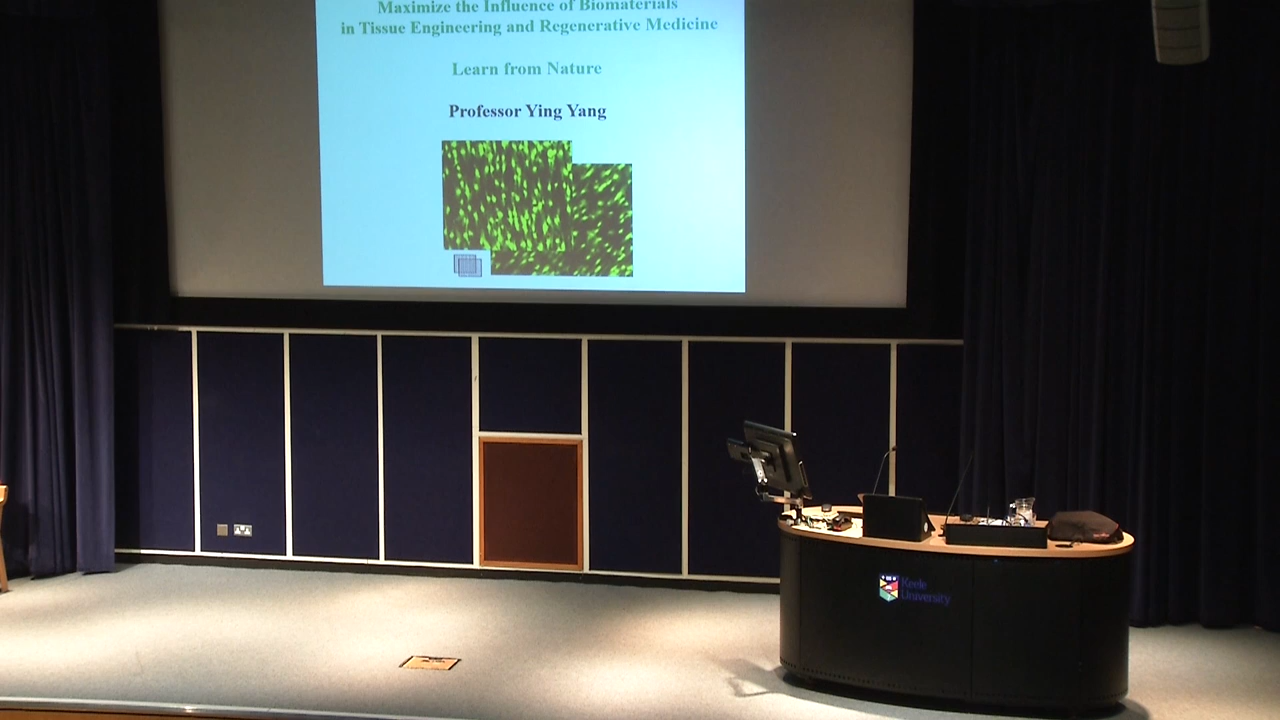 Maximize the Influence of Biomaterials
in Tissue Engineering and Regenerative Medicine
Learn from Nature
Professor Ying Yang
Keele
University